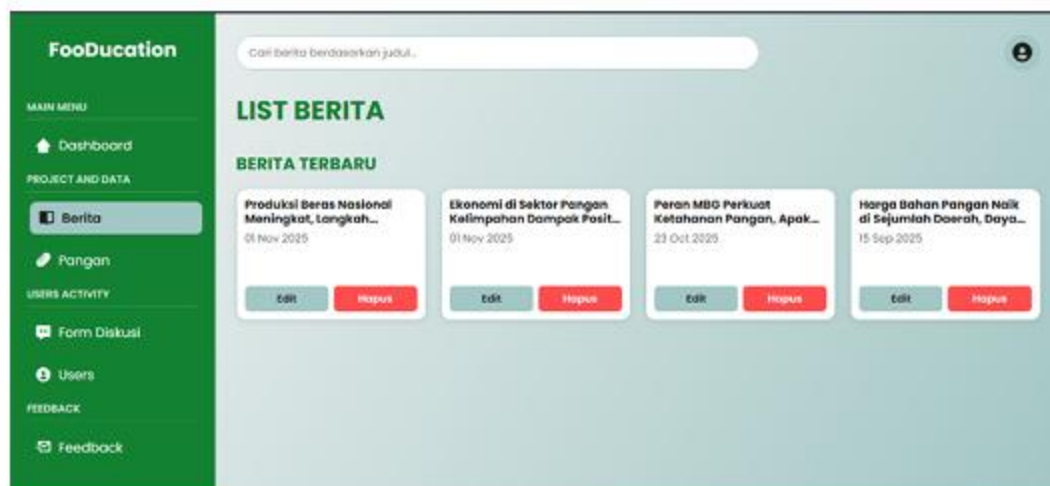 FooDucation
Cari berita berdasarkan judul...
MAIN MENU
Dashboard
PROJECT AND DATA
Berita
Pangan
USERS ACTIVITY
Form Diskusi
Users
FEEDBACK
Feedback
LIST BERITA
BERITA TERBARU
Produksi Beras Nasional
Meningkat, Langkah...
01 Nov 2025
Edit
Hapus
Ekonomi di Sektor Pangan
Kelimpahan Dampak Posit...
01 Nov 2025
Edit
Hapus
Peran MBG Perkuat
Ketahanan Pangan, Apak...
23 Oct 2025
Edit
Hapus
Harga Bahan Pangan Naik
di Sejumlah Daerah, Daya...
15 Sep 2025
Edit
Hapus